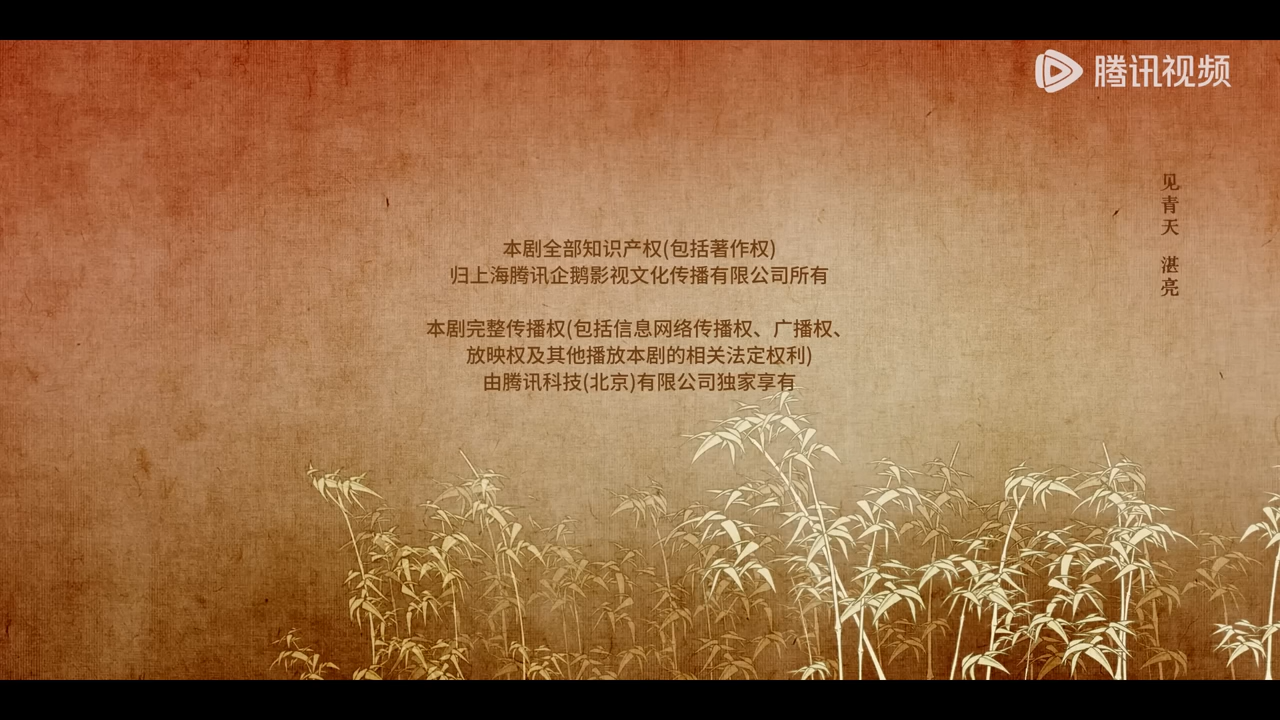 腾讯视频
见青天 湛亮
本剧全部知识产权(包括著作权)
归上海腾讯企鹅影视文化传播有限公司所有
本剧完整传播权(包括信息网络传播权、广播权、
放映权及其他播放本剧的相关法定权利)
由腾讯科技(北京)有限公司独家享有